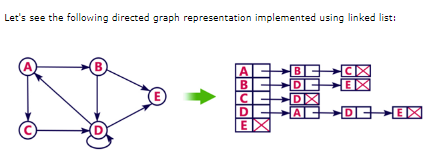 Let's see the following directed graph representation implemented using linked list:
A B E C D
A B C
B D E
C D
D A D E
E